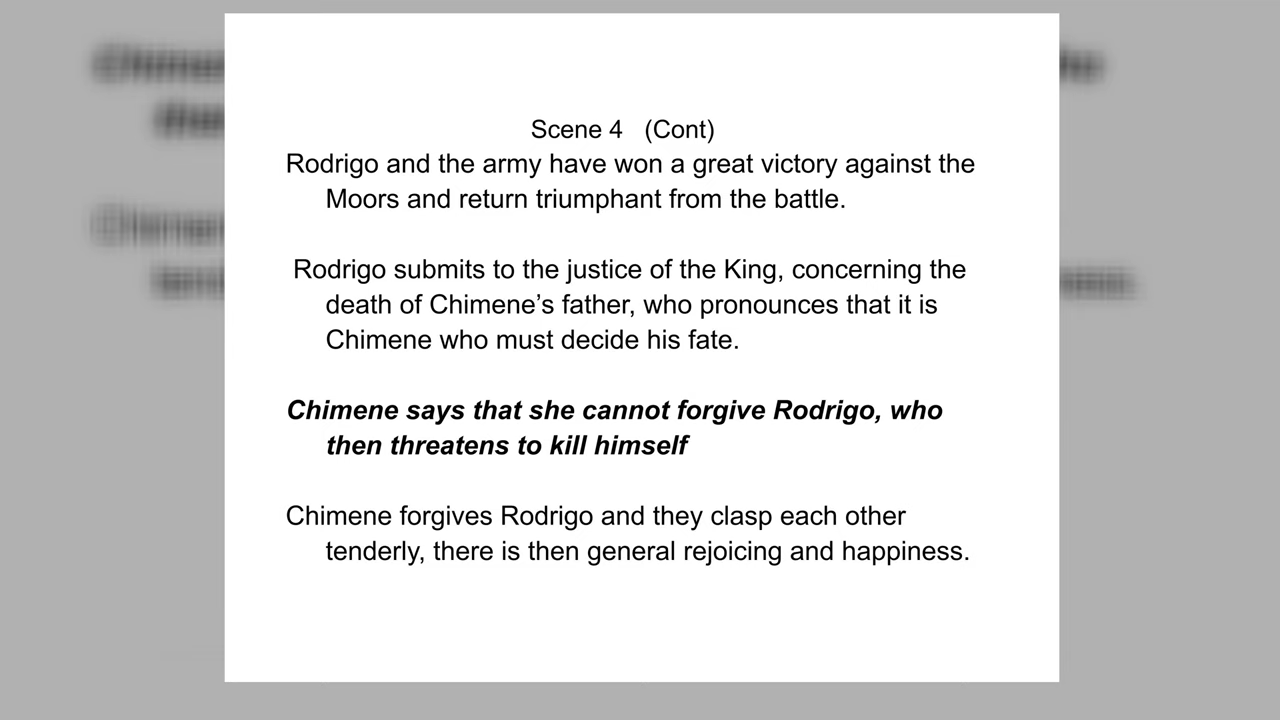 Scene 4 (Cont)
Rodrigo and the army have won a great victory against the
Moors and return triumphant from the battle.
Rodrigo submits to the justice of the King, concerning the
death of Chimene’s father, who pronounces that it is
Chimene who must decide his fate.
Chimene says that she cannot forgive Rodrigo, who
then threatens to kill himself
Chimene forgives Rodrigo and they clasp each other
tenderly, there is then general rejoicing and happiness.